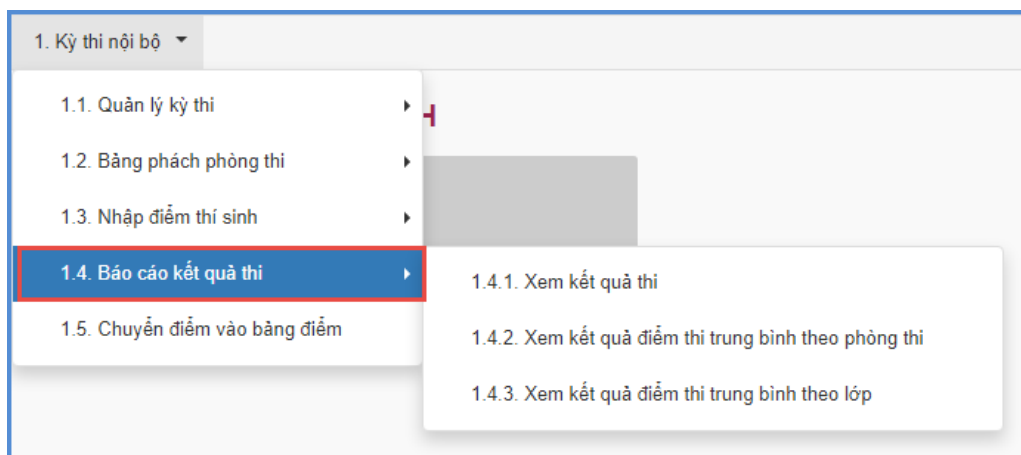 1. Kỳ thi nội bộ
1.1. Quản lý kỳ thi
1.2. Bảng phách phòng thi
1.3. Nhập điểm thí sinh
1.4. Báo cáo kết quả thi
1.5. Chuyển điểm vào bảng điểm
1.4.1. Xem kết quả thi
1.4.2. Xem kết quả điểm thi trung bình theo phòng thi
1.4.3. Xem kết quả điểm thi trung bình theo lớp